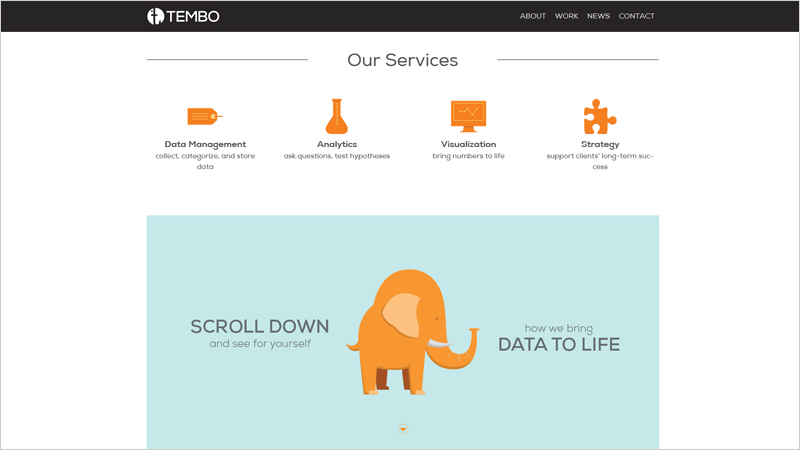 TEMBO
ABOUT WORK NEWS CONTACT
Our Services
Data Management
collect, categorize, and store
data
Analytics
ask questions, test hypotheses
Visualization
bring numbers to life
Strategy
support clients' long-term suc-
cess
SCROLL DOWN
and see for yourself
how we bring
DATA TO LIFE